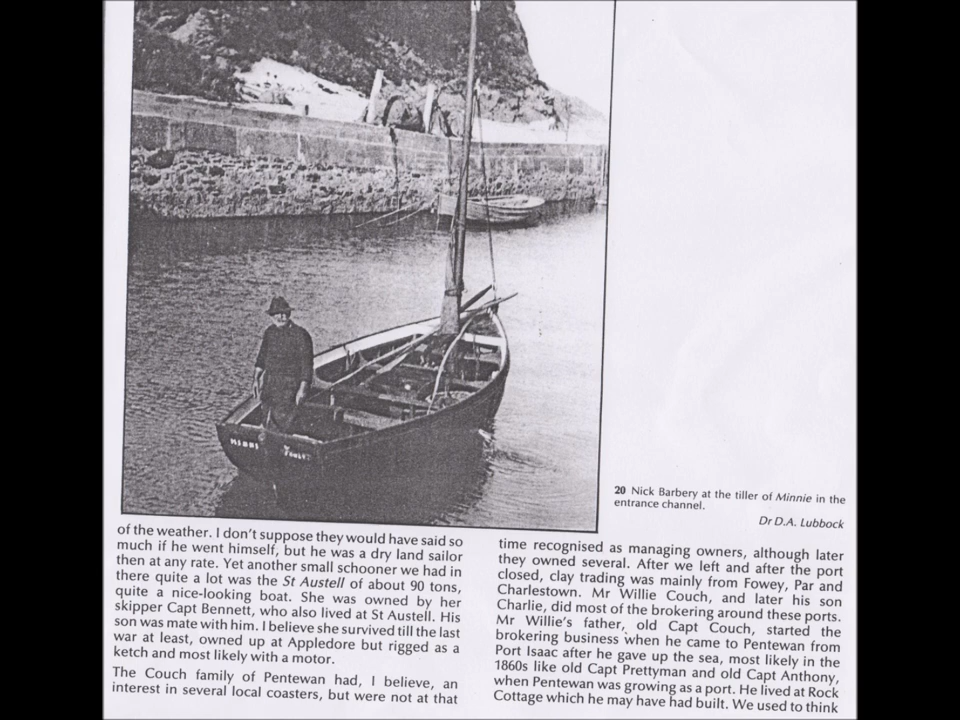 MINNIE
FOWEY
20 Nick Barbery at the tiller of Minnie in the
entrance channel.
Dr D.A. Lubbock
of the weather. I don't suppose they would have said so
much if he went himself, but he was a dry land sailor
then at any rate. Yet another small schooner we had in
there quite a lot was the St Austell of about 90 tons,
quite a nice-looking boat. She was owned by her
skipper Capt Bennett, who also lived at St Austell. His
son was mate with him. I believe she survived till the last
war at least, owned up at Appledore but rigged as a
ketch and most likely with a motor.
The Couch family of Pentewan had, I believe, an
interest in several local coasters, but were not at that
time recognised as managing owners, although later
they owned several. After we left and after the port
closed, clay trading was mainly from Fowey, Par and
Charlestown. Mr Willie Couch, and later his son
Charlie, did most of the brokering around these ports.
Mr Willie's father, old Capt Couch, started the
brokering business when he came to Pentewan from
Port Isaac after he gave up the sea, most likely in the
1860s like old Capt Prettyman and old Capt Anthony,
when Pentewan was growing as a port. He lived at Rock
Cottage which he may have had built. We used to think